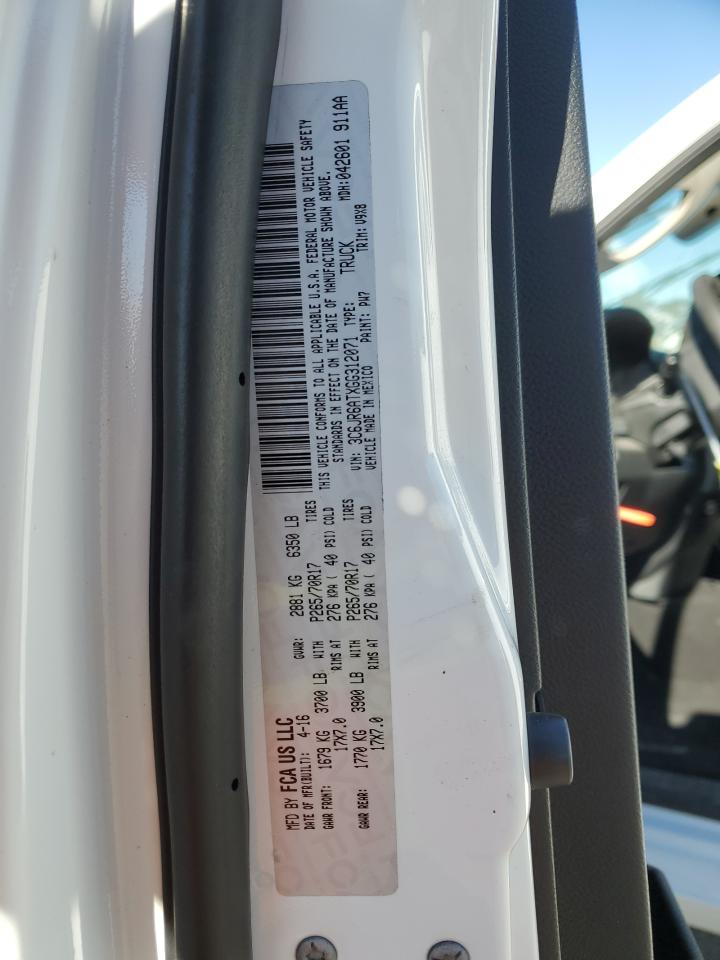 MFD BY FCA US LLC
DATE OF MFR(BUILT): 4-16 GVWR: 2881 KG 6350 LB
GAWR FRONT: 1679 KG 3700 LB WITH P265/70R17 TIRES
17X7.0 RIMS AT 276 KPA ( 40 PSI) COLD
GAWR REAR: 1770 KG 3900 LB WITH P265/70R17 TIRES
17X7.0 RIMS AT 276 KPA ( 40 PSI) COLD
THIS VEHICLE CONFORMS TO ALL APPLICABLE U.S.A. FEDERAL MOTOR VEHICLE SAFETY
STANDARDS IN EFFECT ON THE DATE OF MANUFACTURE SHOWN ABOVE.
MDH: 042601 911AA
VIN: 3C6JR6ATXGG312071 TYPE: TRUCK
VEHICLE MADE IN MEXICO PAINT: PW7 TRIM: V9X8